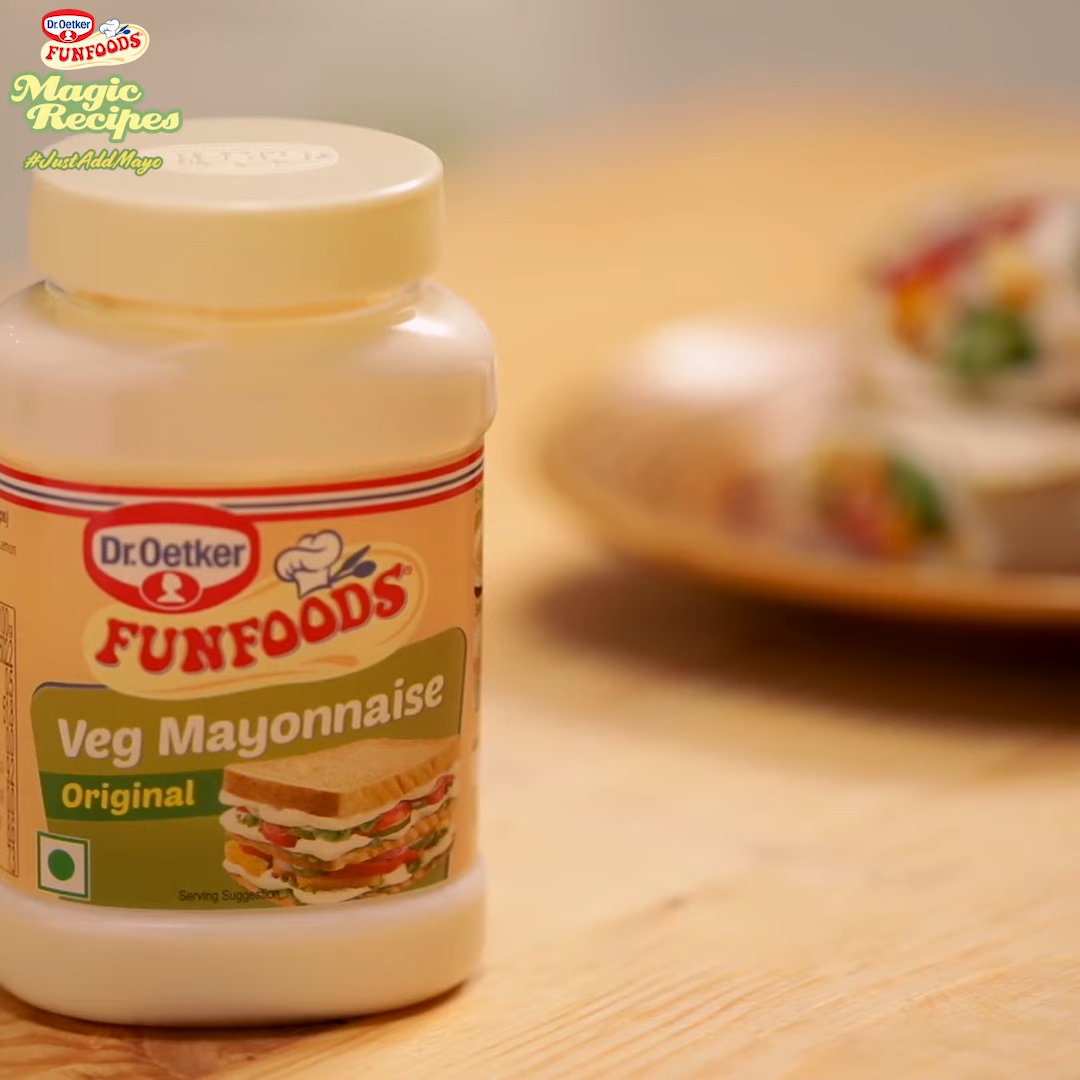 Dr.Oetker
FUNFOODS
Magic
Recipes
#JustAddMayo
Dr.Oetker
FUNFOODS®
Veg Mayonnaise
Original
Serving Suggestion